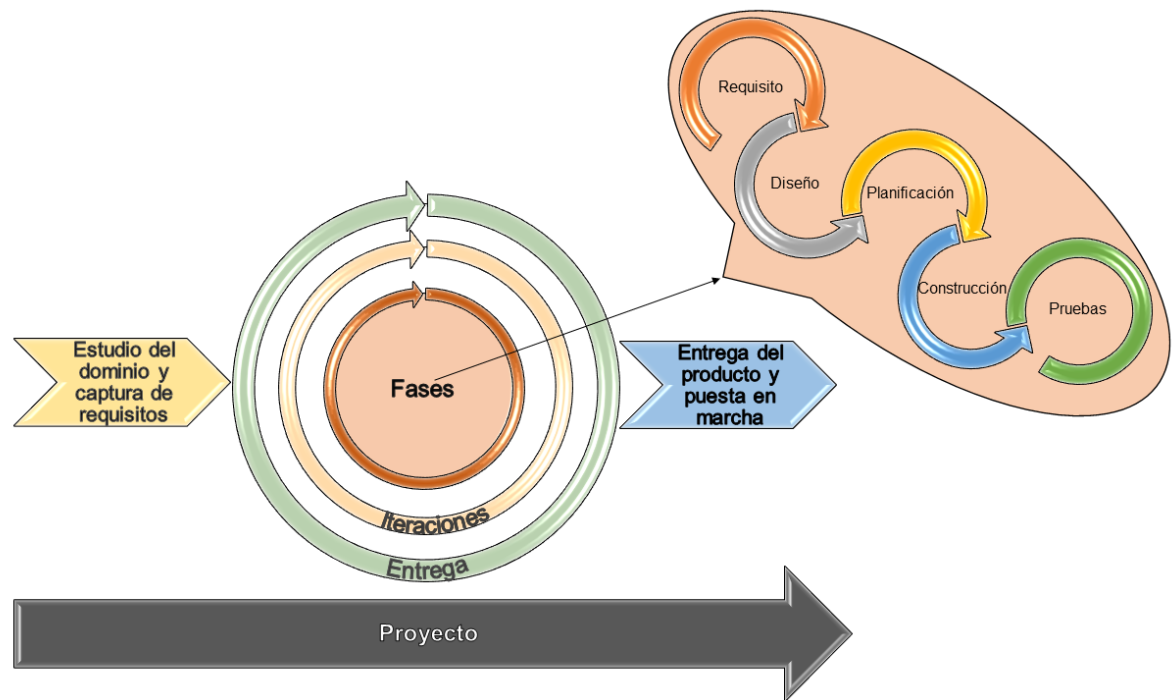 Requisito
Diseño
Planificación
Construcción
Pruebas
Estudio del
dominio y
captura de
requisitos
Fases
Iteraciones
Entrega
Entrega del
producto y
puesta en
marcha
Proyecto